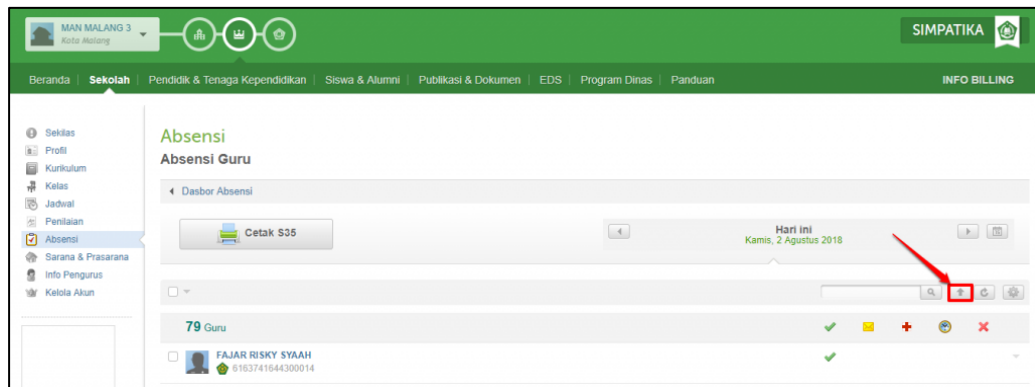 MAN MALANG 3
Kota Malang
SIMPATIKA
Beranda | Sekolah | Pendidik & Tenaga Kependidikan | Siswa & Alumni | Publikasi & Dokumen | EDS | Program Dinas | Panduan
INFO BILLING
Sekilas
Profil
Kurikulum
Kelas
Jadwal
Penilaian
Absensi
Sarana & Prasarana
Info Pengurus
Kelola Akun
Absensi
Absensi Guru
Dasbor Absensi
Cetak S35
Hari ini
Kamis, 2 Agustus 2018
79 Guru
FAJAR RISKY SYAAH
6163741644300014